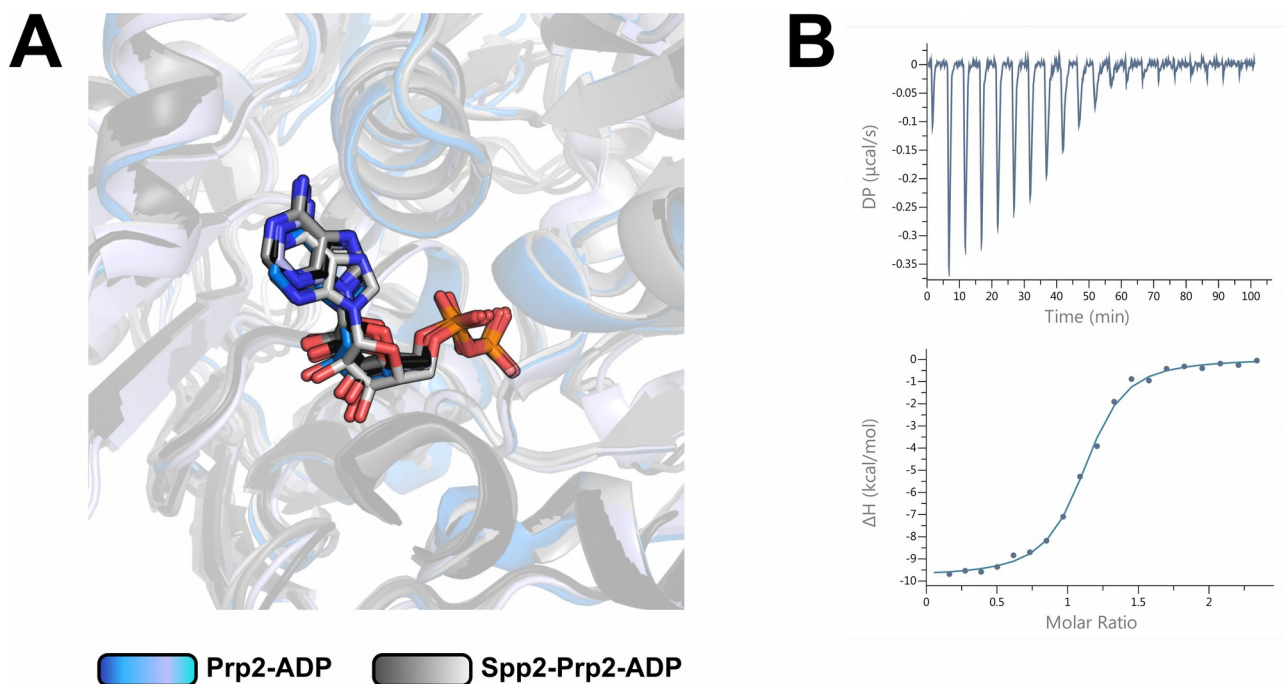 A
B
0
-0.05
-0.1
-0.15
-0.2
-0.25
-0.3
-0.35
DP (µcal/s)
0 10 20 30 40 50 60 70 80 90 100
Time (min)
0
-1
-2
-3
-4
-5
-6
-7
-8
-9
-10
ΔH (kcal/mol)
0 0.5 1 1.5 2
Molar Ratio
Prp2-ADP
Spp2-Prp2-ADP